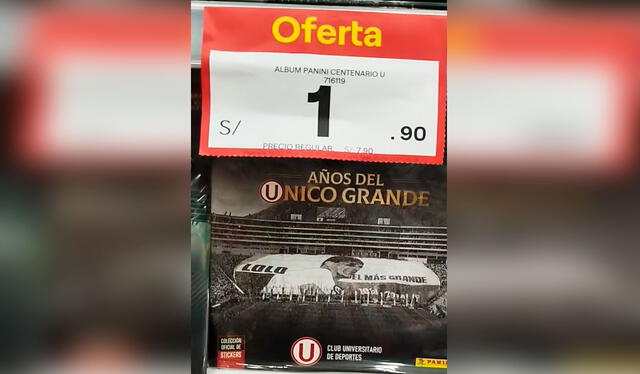 Oferta
ALBUM PANINI CENTENARIO U
716119
S/ 1 .90
PRECIO REGULAR S/ 7.90
AÑOS DEL
ÚNICO GRANDE
LOLO EL MÁS GRANDE
COLECCIÓN
OFICIAL DE
STICKERS
U CLUB UNIVERSITARIO
DE DEPORTES
PANINI